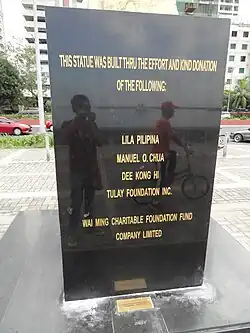 THIS STATUE WAS BUILT THRU THE EFFORT AND KIND DONATION
OF THE FOLLOWING:
LILA PILIPINA
MANUEL O. CHUA
DEE KONG HI
TULAY FOUNDATION INC.
WAI MING CHARITABLE FOUNDATION FUND
COMPANY LIMITED